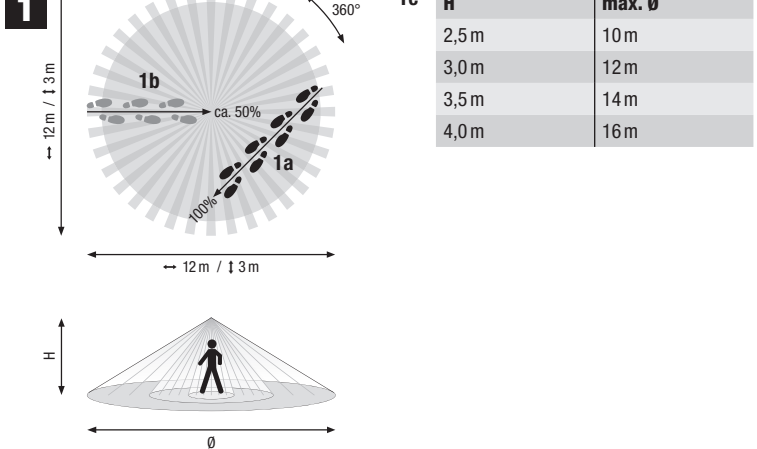 1
360°
1b
ca. 50%
1a
100%
↔ 12 m / ↕ 3 m
↔ 12 m / ↕ 3 m
H
Ø
1c
H max. Ø
2,5 m 10 m
3,0 m 12 m
3,5 m 14 m
4,0 m 16 m